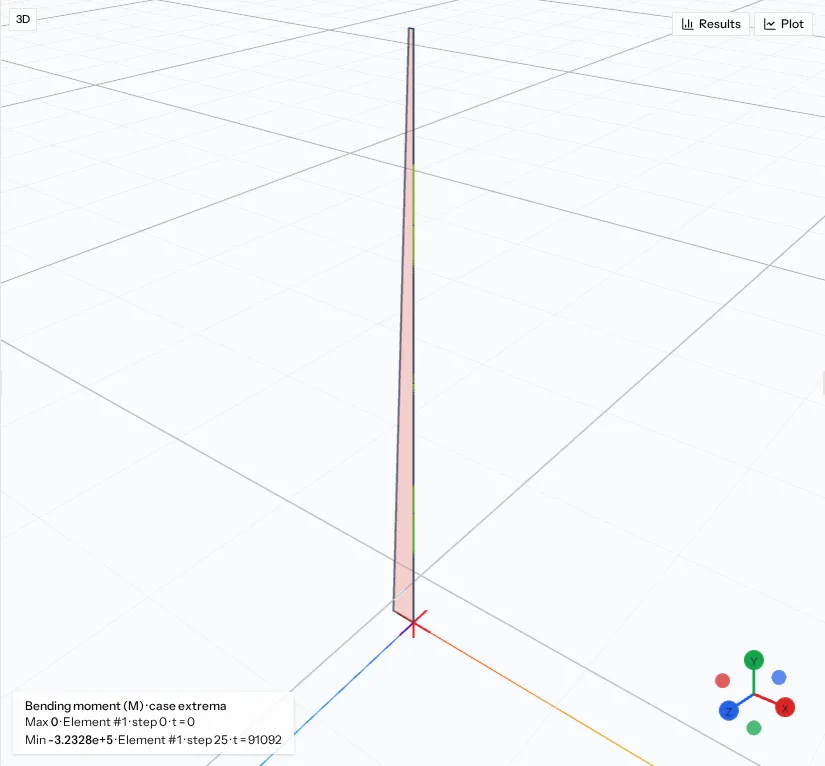 3D
Results
Plot
Y
Z
X
Bending moment (M) · case extrema
Max 0 · Element #1 · step 0 · t = 0
Min -3.2328e+5 · Element #1 · step 25 · t = 91092